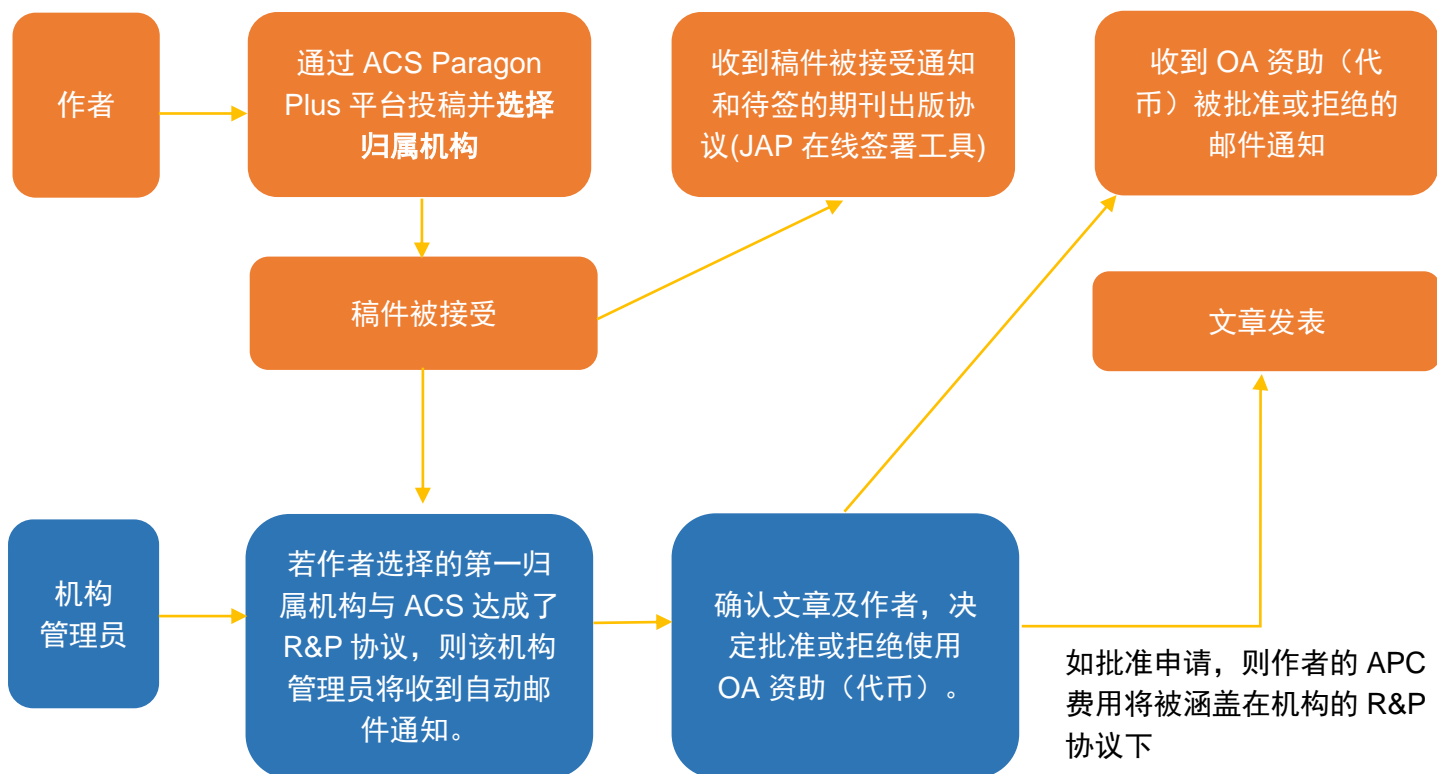 作者
通过 ACS Paragon
Plus 平台投稿并选择
归属机构
收到稿件被接受通知
和待签的期刊出版协
议(JAP 在线签署工具)
收到 OA 资助（代
币）被批准或拒绝的
邮件通知
稿件被接受
文章发表
机构
管理员
若作者选择的第一归
属机构与 ACS 达成了
R&P 协议，则该机构
管理员将收到自动邮
件通知。
确认文章及作者，决
定批准或拒绝使用
OA 资助（代币）。
如批准申请，则作者的 APC
费用将被涵盖在机构的 R&P
协议下